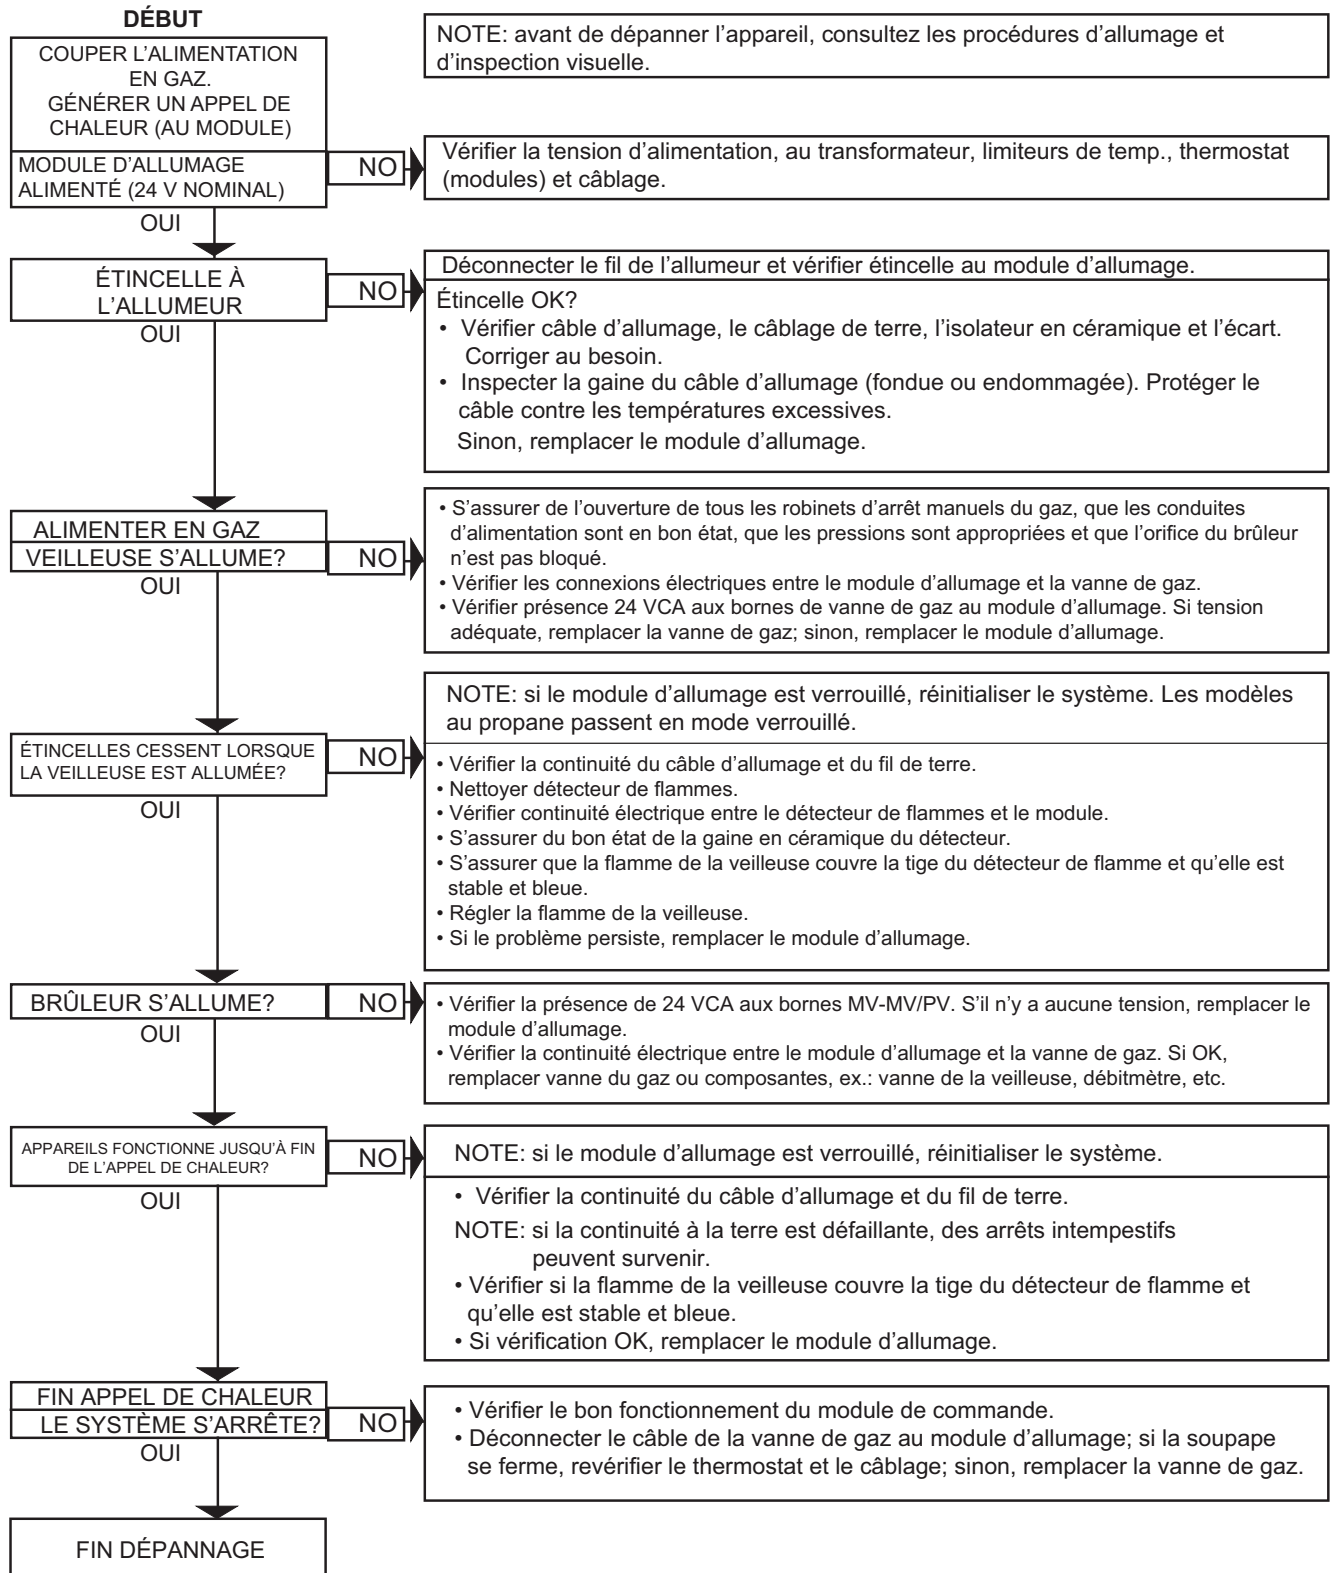 DÉBUT
COUPER L’ALIMENTATION
EN GAZ.
GÉNÉRER UN APPEL DE
CHALEUR (AU MODULE)
NOTE: avant de dépanner l’appareil, consultez les procédures d’allumage et
d’inspection visuelle.
MODULE D’ALLUMAGE
ALIMENTÉ (24 V NOMINAL)
NO
Vérifier la tension d’alimentation, au transformateur, limiteurs de temp., thermostat
(modules) et câblage.
OUI
ÉTINCELLE À
L’ALLUMEUR
NO
Déconnecter le fil de l’allumeur et vérifier étincelle au module d’allumage.
Étincelle OK?
• Vérifier câble d’allumage, le câblage de terre, l’isolateur en céramique et l’écart.
Corriger au besoin.
• Inspecter la gaine du câble d’allumage (fondue ou endommagée). Protéger le
câble contre les températures excessives.
Sinon, remplacer le module d’allumage.
OUI
ALIMENTER EN GAZ
VEILLEUSE S’ALLUME?
NO
• S’assurer de l’ouverture de tous les robinets d’arrêt manuels du gaz, que les conduites
d’alimentation sont en bon état, que les pressions sont appropriées et que l’orifice du brûleur
n’est pas bloqué.
• Vérifier les connexions électriques entre le module d’allumage et la vanne de gaz.
• Vérifier présence 24 VCA aux bornes de vanne de gaz au module d’allumage. Si tension
adéquate, remplacer la vanne de gaz; sinon, remplacer le module d’allumage.
OUI
ÉTINCELLES CESSENT LORSQUE
LA VEILLEUSE EST ALLUMÉE?
NO
NOTE: si le module d’allumage est verrouillé, réinitialiser le système. Les modèles
au propane passent en mode verrouillé.
• Vérifier la continuité du câble d’allumage et du fil de terre.
• Nettoyer détecteur de flammes.
• Vérifier continuité électrique entre le détecteur de flammes et le module.
• S’assurer du bon état de la gaine en céramique du détecteur.
• S’assurer que la flamme de la veilleuse couvre la tige du détecteur de flamme et qu’elle est
stable et bleue.
• Régler la flamme de la veilleuse.
• Si le problème persiste, remplacer le module d’allumage.
OUI
BRÛLEUR S’ALLUME?
NO
• Vérifier la présence de 24 VCA aux bornes MV-MV/PV. S’il n’y a aucune tension, remplacer le
module d’allumage.
• Vérifier la continuité électrique entre le module d’allumage et la vanne de gaz. Si OK,
remplacer vanne du gaz ou composantes, ex.: vanne de la veilleuse, débitmètre, etc.
OUI
APPAREILS FONCTIONNE JUSQU’À FIN
DE L’APPEL DE CHALEUR?
NO
NOTE: si le module d’allumage est verrouillé, réinitialiser le système.
• Vérifier la continuité du câble d’allumage et du fil de terre.
NOTE: si la continuité à la terre est défaillante, des arrêts intempestifs
peuvent survenir.
• Vérifier si la flamme de la veilleuse couvre la tige du détecteur de flamme et
qu’elle est stable et bleue.
• Si vérification OK, remplacer le module d’allumage.
OUI
FIN APPEL DE CHALEUR
LE SYSTÈME S’ARRÊTE?
NO
• Vérifier le bon fonctionnement du module de commande.
• Déconnecter le câble de la vanne de gaz au module d’allumage; si la soupape
se ferme, revérifier le thermostat et le câblage; sinon, remplacer la vanne de gaz.
OUI
FIN DÉPANNAGE